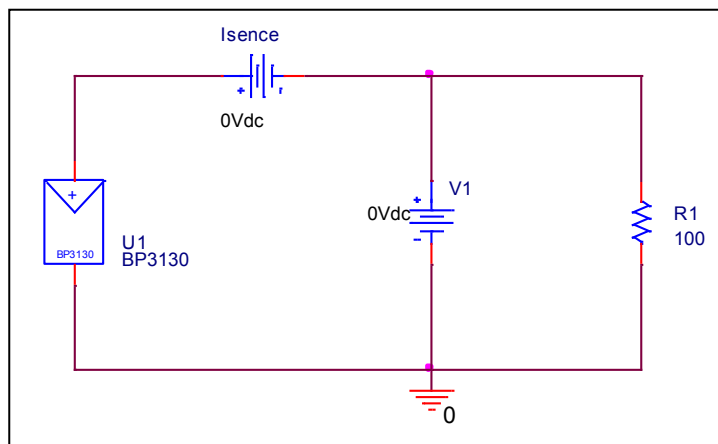 Isence
0Vdc
+
V1
+
0Vdc
-
R1
100
+
BP3130
U1
BP3130
0